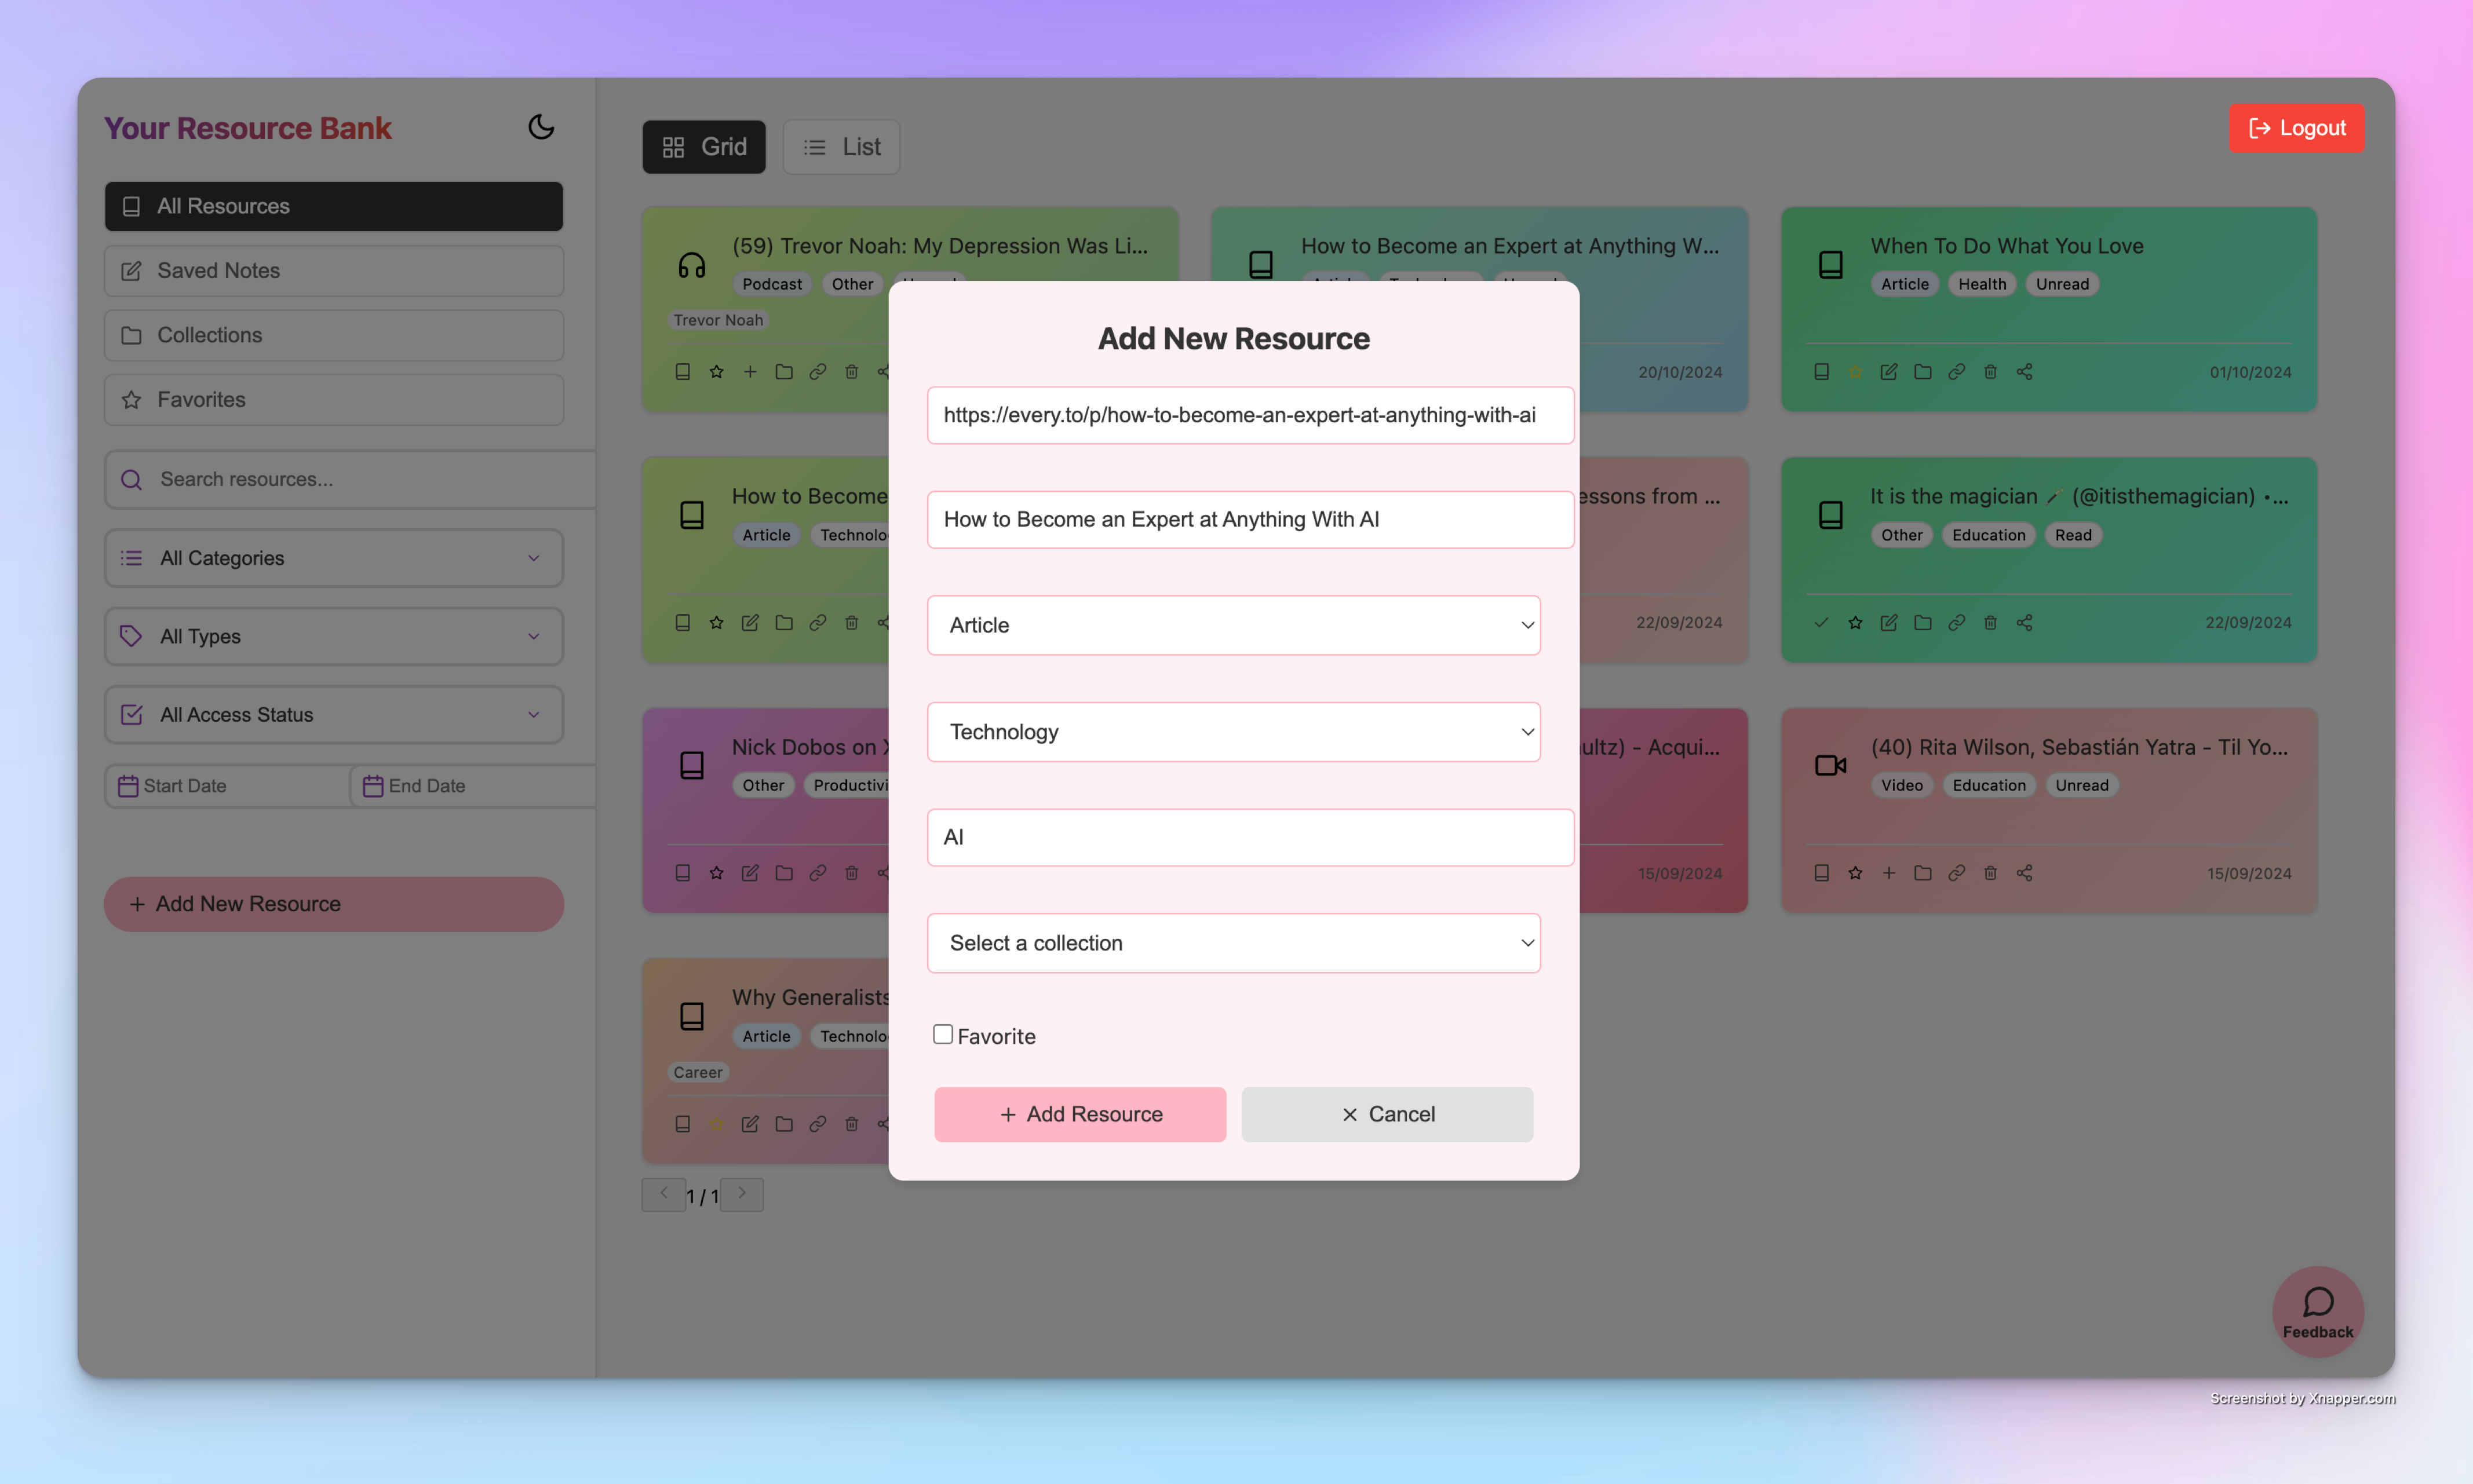 Your Resource Bank
All Resources
Saved Notes
Collections
Favorites
Search resources...
All Categories
All Types
All Access Status
Start Date
End Date
+ Add New Resource
Grid
List
Logout
(59) Trevor Noah: My Depression Was Li...
Podcast Other
Trevor Noah
How to Become an Expert at Anything W...
20/10/2024
When To Do What You Love
Article Health Unread
01/10/2024
How to Become
Article Technolo
essons from ...
22/09/2024
It is the magician 🪄 (@itisthemagician) •...
Other Education Read
22/09/2024
Nick Dobos on X
Other Productivi
ultz) - Acqui...
15/09/2024
(40) Rita Wilson, Sebastián Yatra - Til Yo...
Video Education Unread
15/09/2024
Why Generalists
Article Technolo
Career
1 / 1
Add New Resource
https://every.to/p/how-to-become-an-expert-at-anything-with-ai
How to Become an Expert at Anything With AI
Article
Technology
AI
Select a collection
Favorite
+ Add Resource
× Cancel
Feedback
Screenshot by Xnapper.com